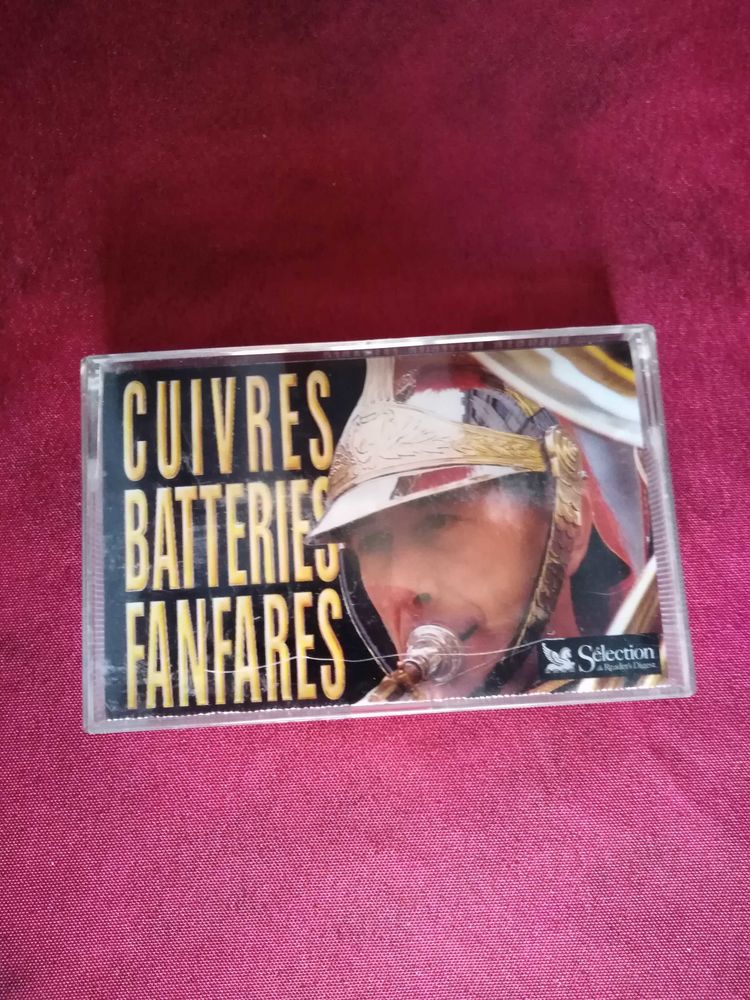 CUIVRES
BATTERIES
FANFARES
Sélection
du Reader's Digest